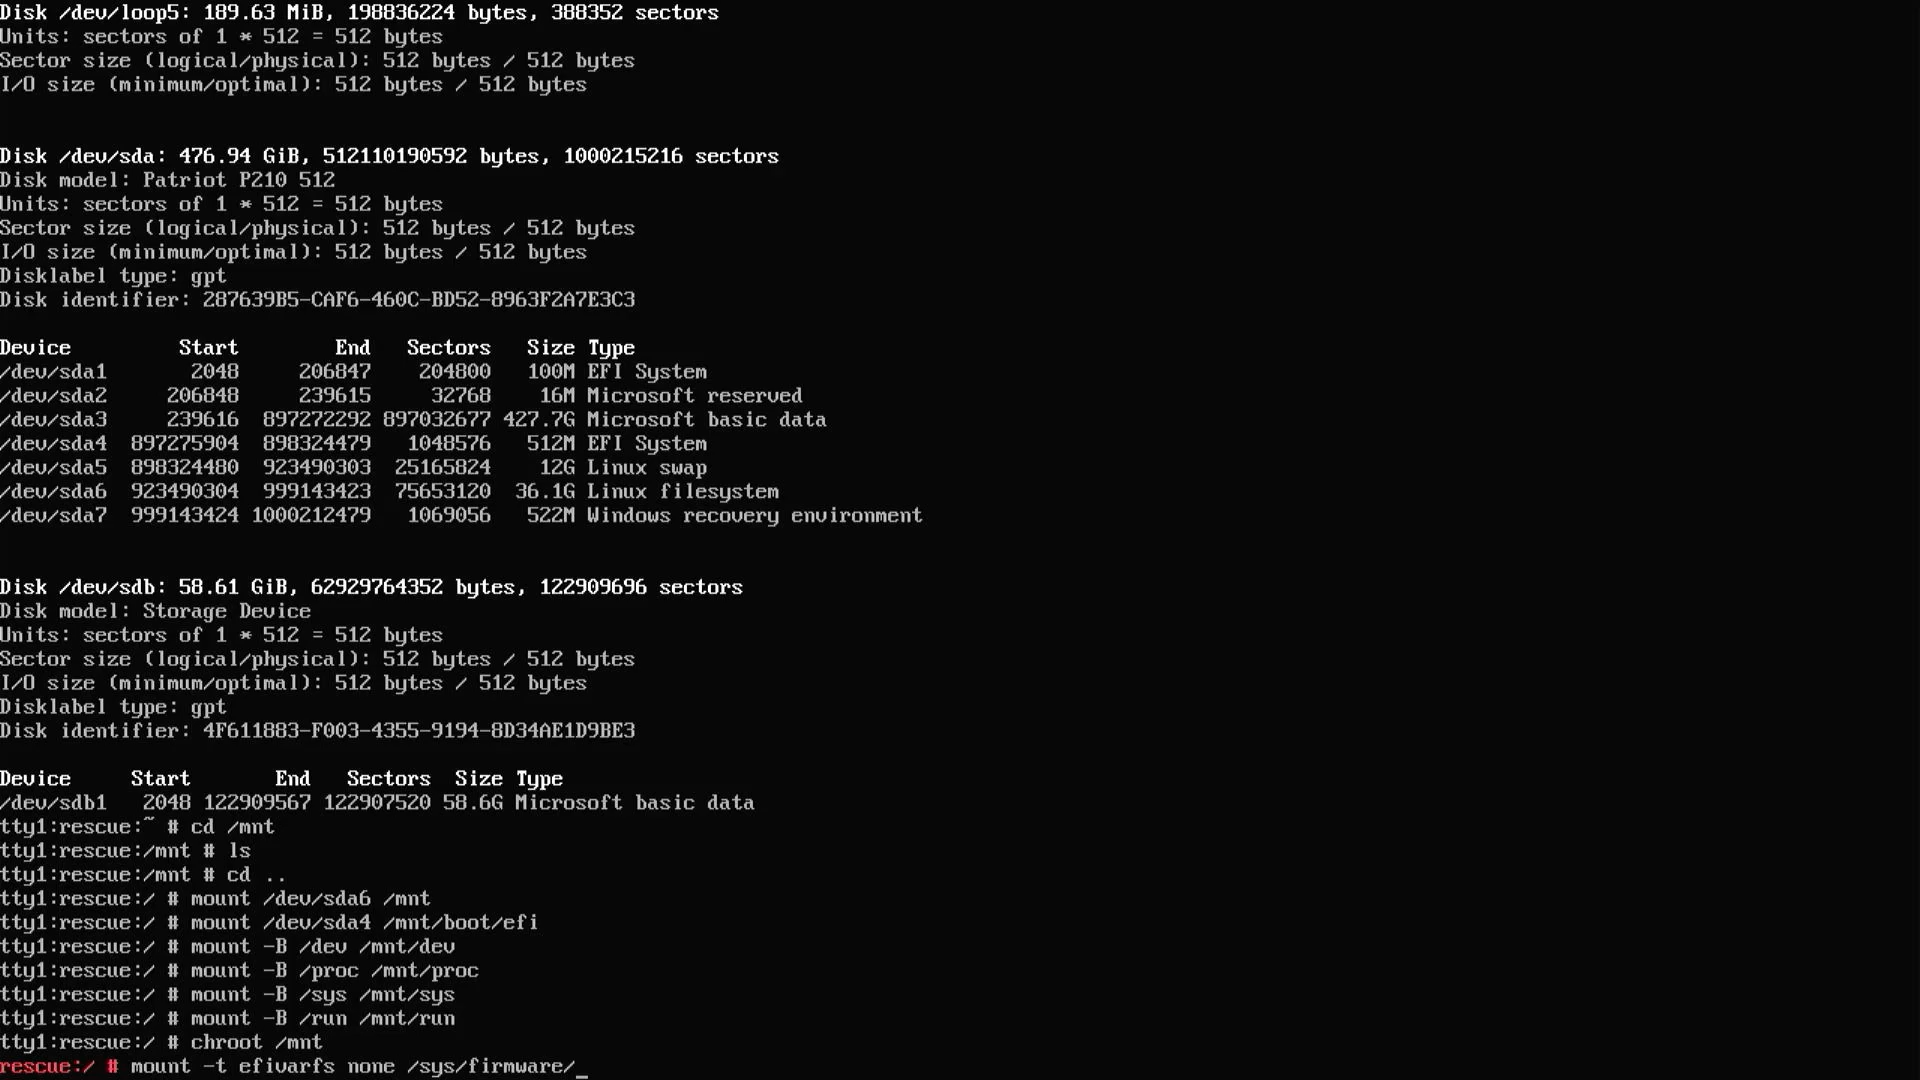 Disk /dev/loop5: 189.63 MiB, 198836224 bytes, 388352 sectors
Units: sectors of 1 * 512 = 512 bytes
Sector size (logical/physical): 512 bytes / 512 bytes
I/O size (minimum/optimal): 512 bytes / 512 bytes
Disk /dev/sda: 476.94 GiB, 512110190592 bytes, 1000215216 sectors
Disk model: Patriot P210 512
Units: sectors of 1 * 512 = 512 bytes
Sector size (logical/physical): 512 bytes / 512 bytes
I/O size (minimum/optimal): 512 bytes / 512 bytes
Disklabel type: gpt
Disk identifier: 287639B5-CAF6-460C-BD52-8963F2A7E3C3
Device Start End Sectors Size Type
/dev/sda1 2048 206847 204800 100M EFI System
/dev/sda2 206848 239615 32768 16M Microsoft reserved
/dev/sda3 239616 897272292 897032677 427.7G Microsoft basic data
/dev/sda4 897275904 898324479 1048576 512M EFI System
/dev/sda5 898324480 923490303 25165824 12G Linux swap
/dev/sda6 923490304 999143423 75653120 36.1G Linux filesystem
/dev/sda7 999143424 1000212479 1069056 522M Windows recovery environment
Disk /dev/sdb: 58.61 GiB, 62929764352 bytes, 122909696 sectors
Disk model: Storage Device
Units: sectors of 1 * 512 = 512 bytes
Sector size (logical/physical): 512 bytes / 512 bytes
I/O size (minimum/optimal): 512 bytes / 512 bytes
Disklabel type: gpt
Disk identifier: 4F611883-F003-4355-9194-8D34AE1D9BE3
Device Start End Sectors Size Type
/dev/sdb1 2048 122909567 122907520 58.6G Microsoft basic data
tty1:rescue:~ # cd /mnt
tty1:rescue:/mnt # ls
tty1:rescue:/mnt # cd ..
tty1:rescue:/ # mount /dev/sda6 /mnt
tty1:rescue:/ # mount /dev/sda4 /mnt/boot/efi
tty1:rescue:/ # mount -B /dev /mnt/dev
tty1:rescue:/ # mount -B /proc /mnt/proc
tty1:rescue:/ # mount -B /sys /mnt/sys
tty1:rescue:/ # mount -B /run /mnt/run
tty1:rescue:/ # chroot /mnt
rescue:/ # mount -t efivarfs none /sys/firmware/_